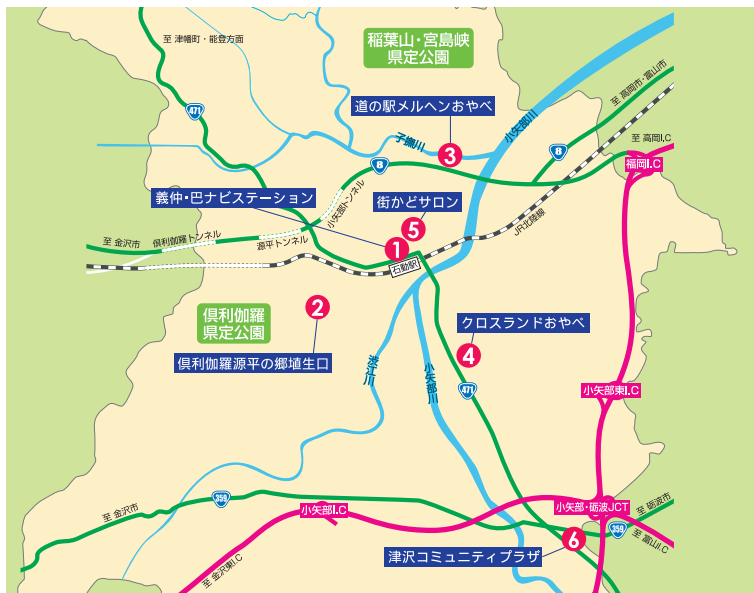 至 津幡町・能登方面
稲葉山・宮島峡
県定公園
471
道の駅メルヘンおやべ
子撫川
3
小矢部川
至 高岡市・富山市
8
至 高岡I.C
福岡I.C
8
義仲・巴ナビステーション
小矢部トンネル
街かどサロン
5
JR北陸線
至 金沢市
倶利伽羅トンネル
源平トンネル
1
石動駅
倶利伽羅
県定公園
2
倶利伽羅源平の郷埴生口
渋江川
小矢部川
クロスランドおやべ
4
471
小矢部東I.C
359
至 金沢市
小矢部I.C
小矢部・砺波JCT
至 砺波市
359
至 富山I.C
6
津沢コミュニティプラザ
至 金沢東I.C